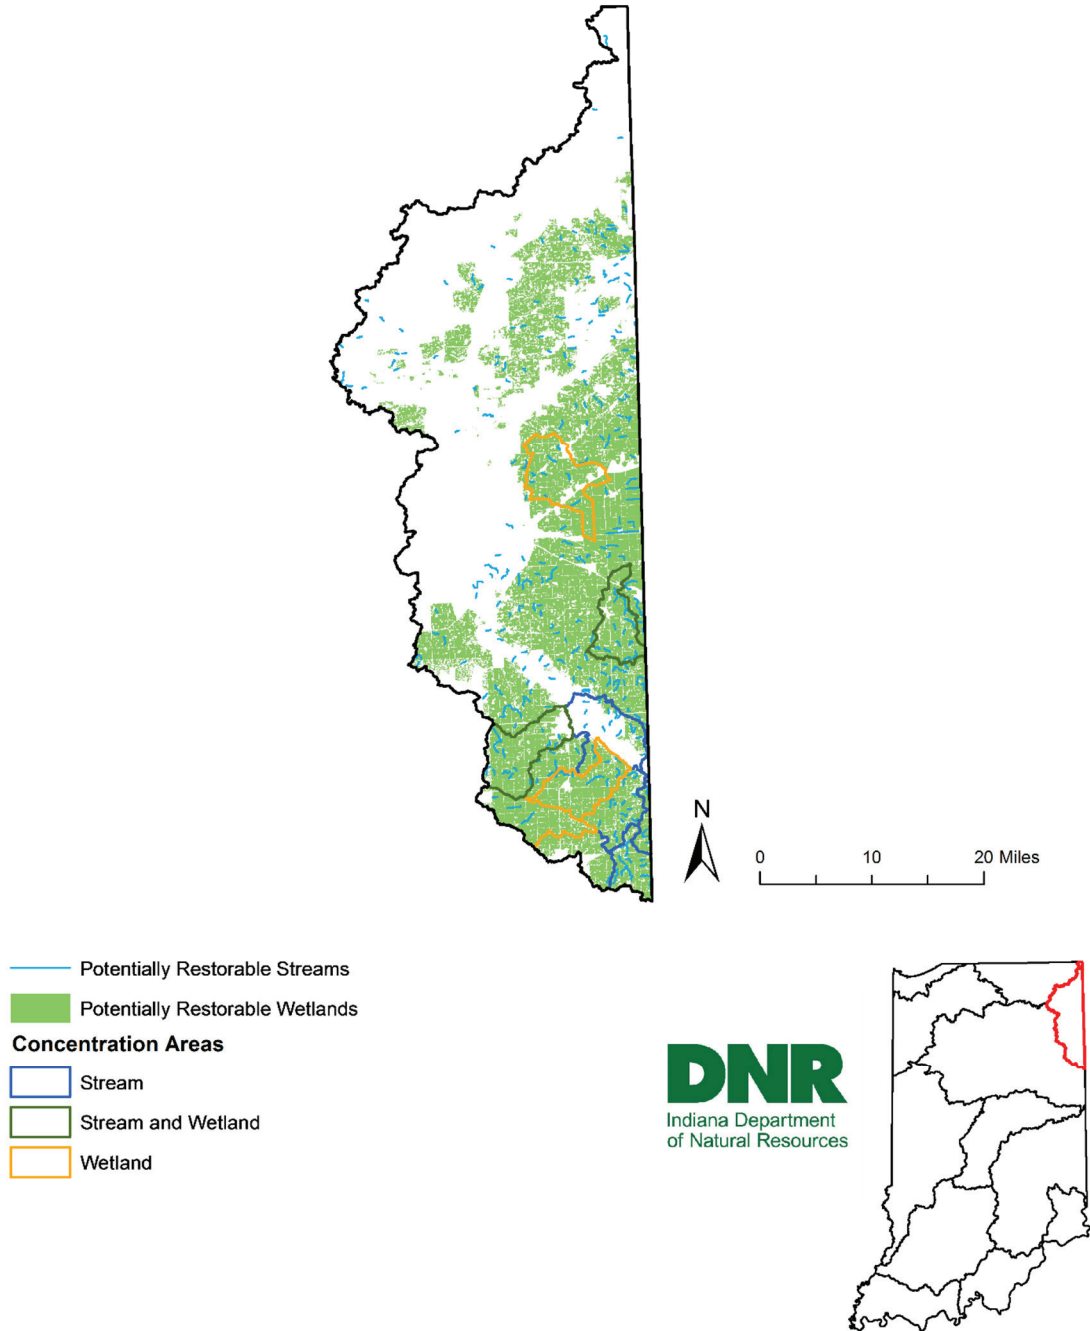 N
0 10 20 Miles
Potentially Restorable Streams
Potentially Restorable Wetlands
Concentration Areas
Stream
Stream and Wetland
Wetland
DNR
Indiana Department
of Natural Resources